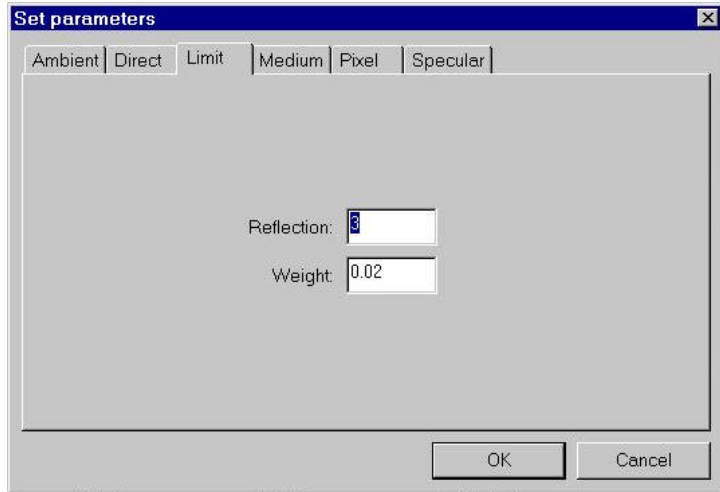 Set parameters
Ambient Direct Limit Medium Pixel Specular
Reflection: 3
Weight: 0.02
OK Cancel